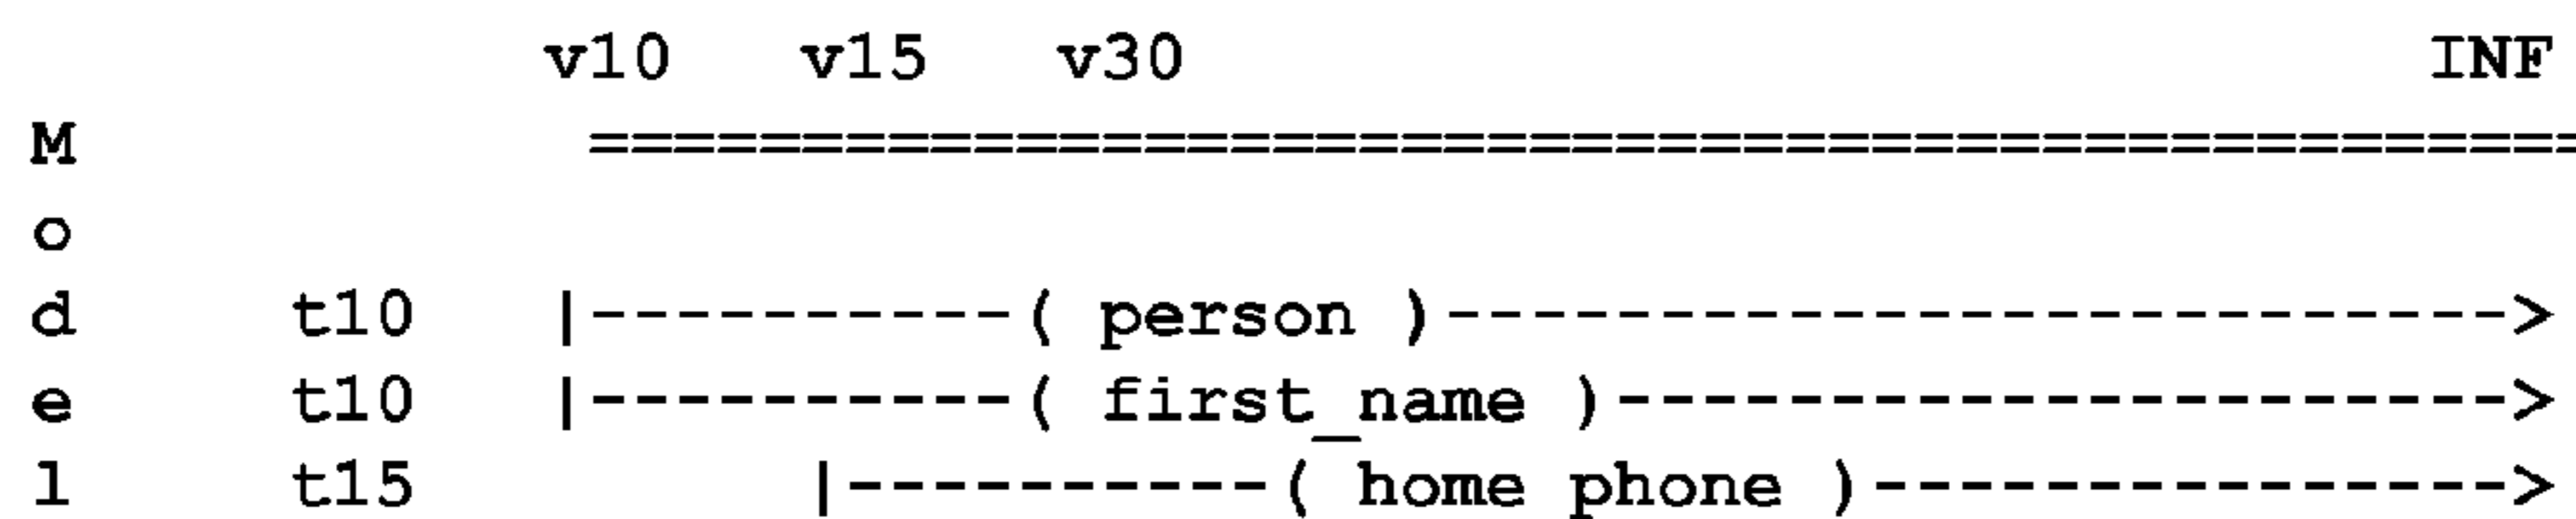 v10   v15   v30                             INF
M            ===============================================
o
d     t10   |----------( person )------------------------->
e     t10   |----------( first_name )--------------------->
l     t15         |----------( home phone )--------------->